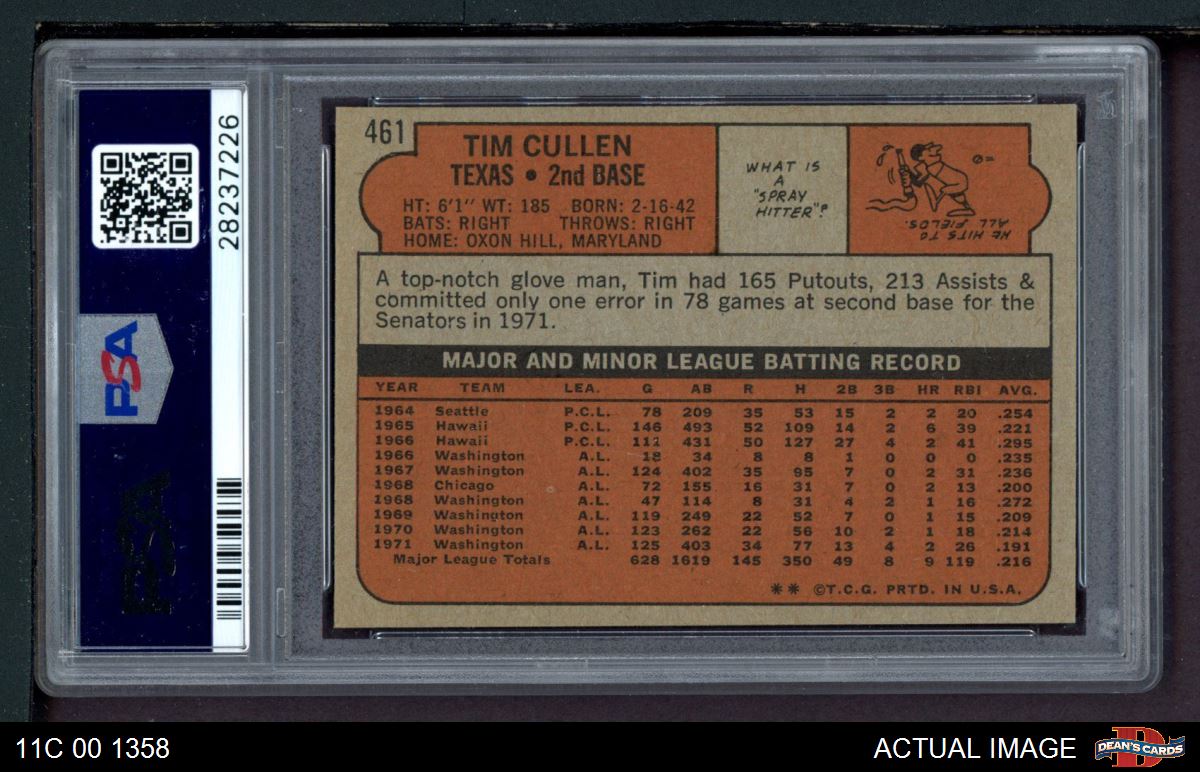 28237226
PSA
PSA
461
TIM CULLEN
TEXAS • 2nd BASE
HT: 6'1" WT: 185 BORN: 2-16-42
BATS: RIGHT THROWS: RIGHT
HOME: OXON HILL, MARYLAND
WHAT IS
A
"SPRAY
HITTER"?
HE HITS TO
ALL FIELDS.
A top-notch glove man, Tim had 165 Putouts, 213 Assists &
committed only one error in 78 games at second base for the
Senators in 1971.
MAJOR AND MINOR LEAGUE BATTING RECORD
YEAR TEAM LEA. G AB R H 2B 3B HR RBI AVG.
1964 Seattle P.C.L. 78 209 35 53 15 2 2 20 .254
1965 Hawaii P.C.L. 146 493 52 109 14 2 6 39 .221
1966 Hawaii P.C.L. 112 431 50 127 27 4 2 41 .295
1966 Washington A.L. 18 34 8 8 1 0 0 0 .235
1967 Washington A.L. 124 402 35 95 7 0 2 31 .236
1968 Chicago A.L. 72 155 16 31 7 0 2 13 .200
1968 Washington A.L. 47 114 8 31 4 2 1 16 .272
1969 Washington A.L. 119 249 22 52 7 0 1 15 .209
1970 Washington A.L. 123 262 22 56 10 2 1 18 .214
1971 Washington A.L. 125 403 34 77 13 4 2 26 .191
Major League Totals 628 1619 145 350 49 8 9 119 .216
** ©T.C.G. PRTD. IN U.S.A.
11C 00 1358
ACTUAL IMAGE
DEAN'S CARDS